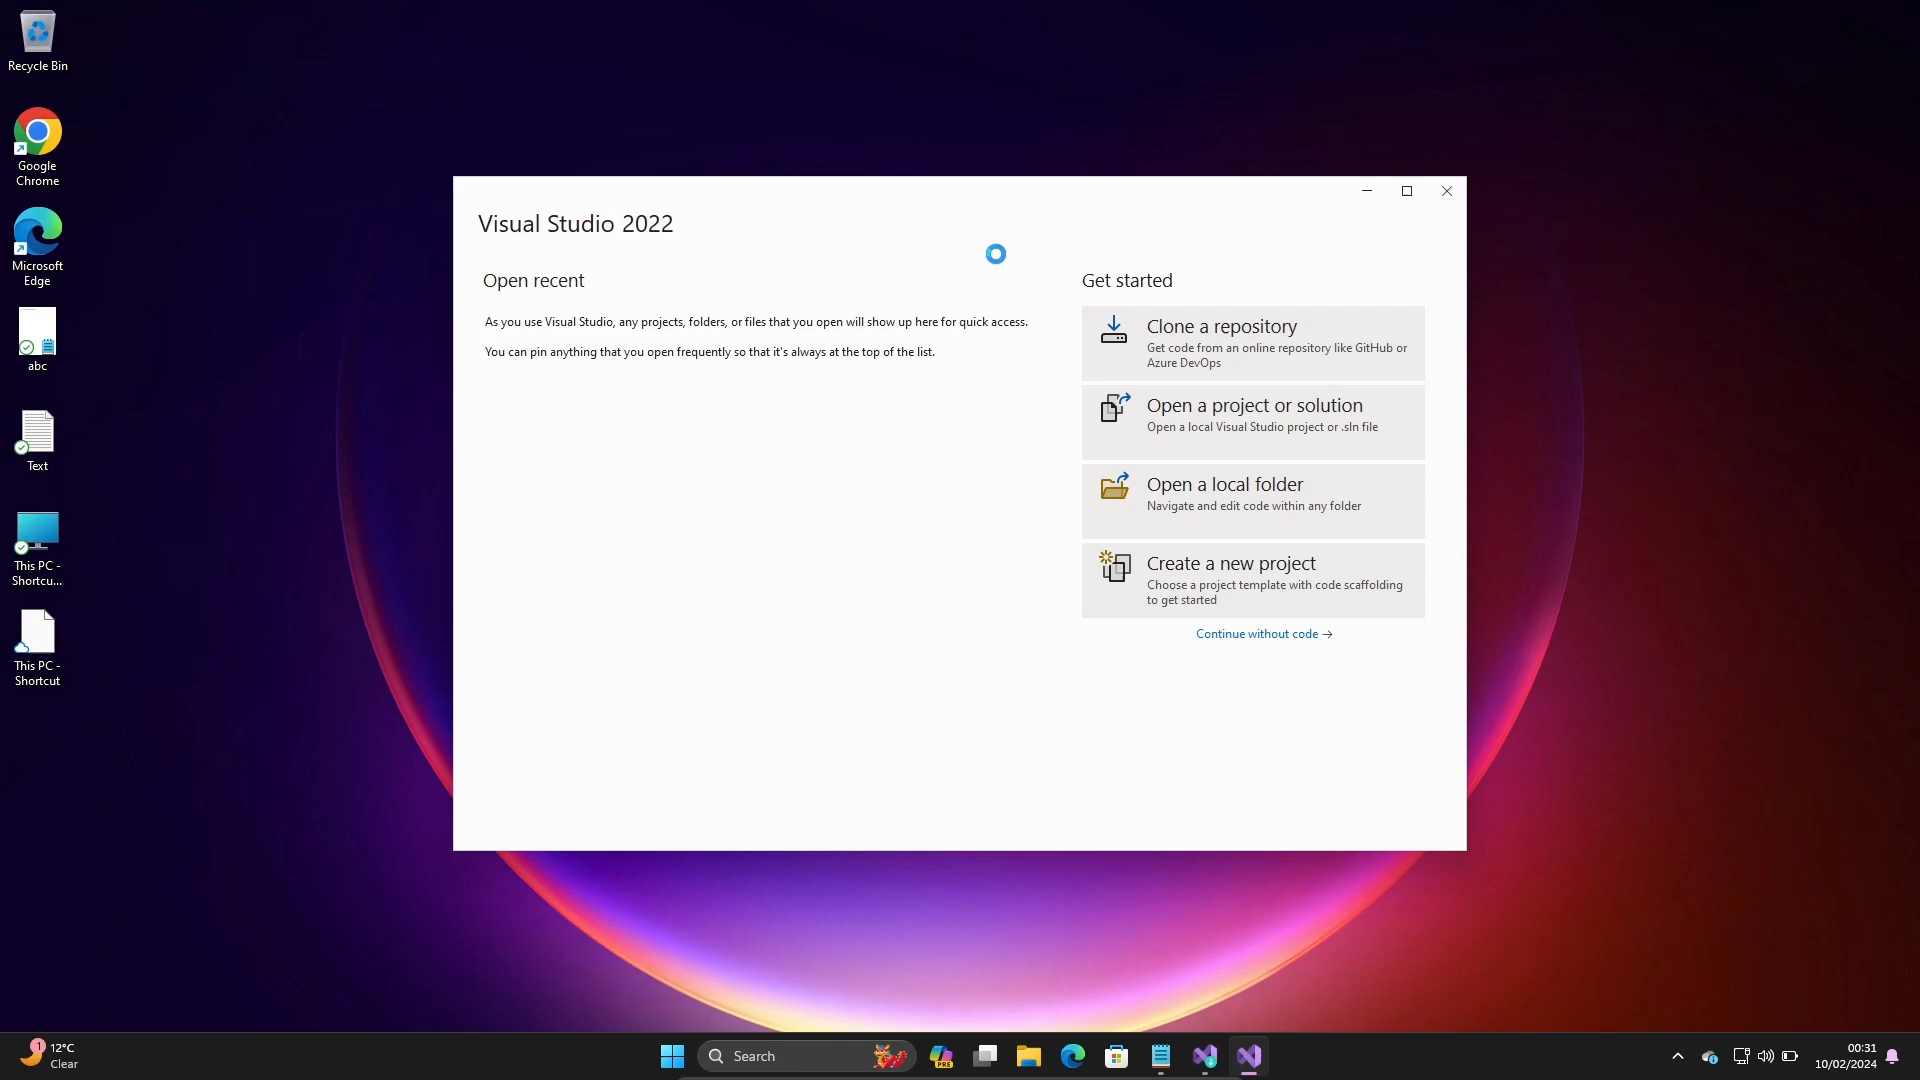 Recycle Bin
Google
Chrome
Microsoft
Edge
abc
Text
This PC -
Shortcu...
This PC -
Shortcut
Visual Studio 2022
Open recent
As you use Visual Studio, any projects, folders, or files that you open will show up here for quick access.
You can pin anything that you open frequently so that it's always at the top of the list.
Get started
Clone a repository
Get code from an online repository like GitHub or
Azure DevOps
Open a project or solution
Open a local Visual Studio project or .sln file
Open a local folder
Navigate and edit code within any folder
Create a new project
Choose a project template with code scaffolding
to get started
Continue without code →
1
12°C
Clear
Search
PRE
00:31
10/02/2024